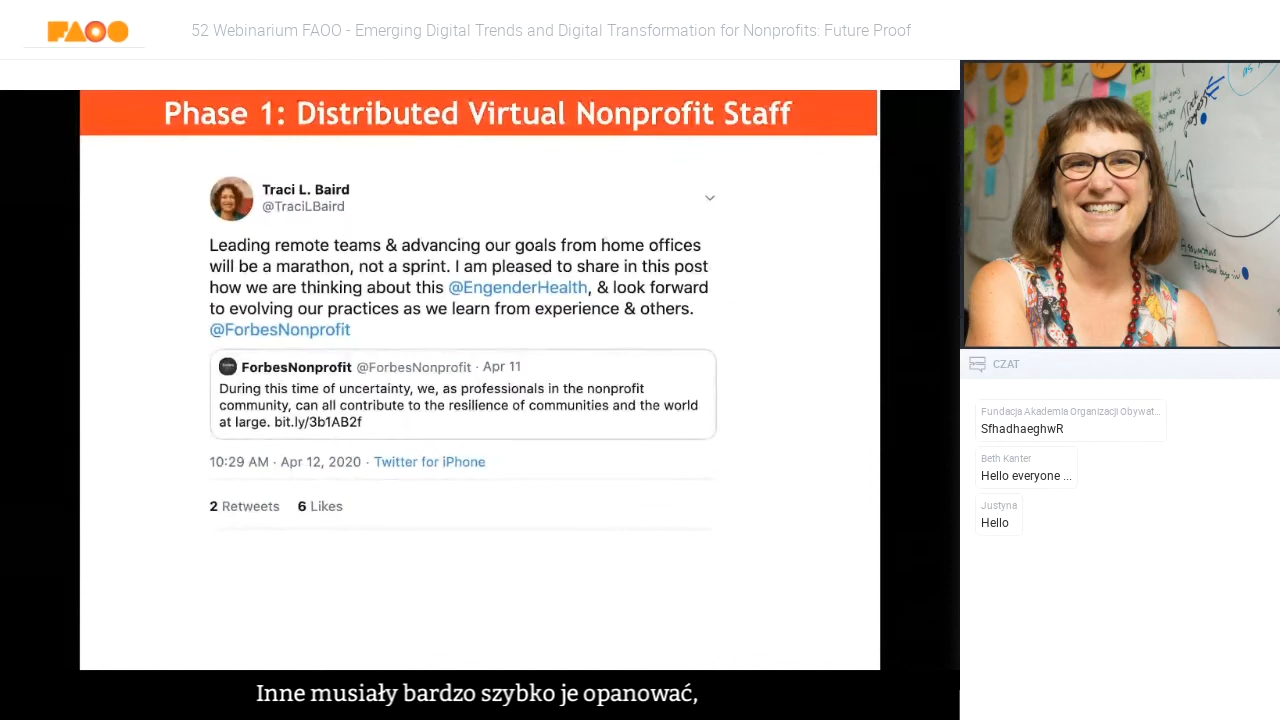 FAOO
52 Webinarium FAOO - Emerging Digital Trends and Digital Transformation for Nonprofits: Future Proof
Phase 1: Distributed Virtual Nonprofit Staff
Traci L. Baird
@TraciLBaird
Leading remote teams & advancing our goals from home offices
will be a marathon, not a sprint. I am pleased to share in this post
how we are thinking about this @EngenderHealth, & look forward
to evolving our practices as we learn from experience & others.
@ForbesNonprofit
ForbesNonprofit @ForbesNonprofit · Apr 11
During this time of uncertainty, we, as professionals in the nonprofit
community, can all contribute to the resilience of communities and the world
at large. bit.ly/3b1AB2f
10:29 AM · Apr 12, 2020 · Twitter for iPhone
2 Retweets 6 Likes
Inne musiały bardzo szybko je opanować,
CZAT
Fundacja Akademia Organizacji Obywat...
SfhadhaeghwR
Beth Kanter
Hello everyone ...
Justyna
Hello